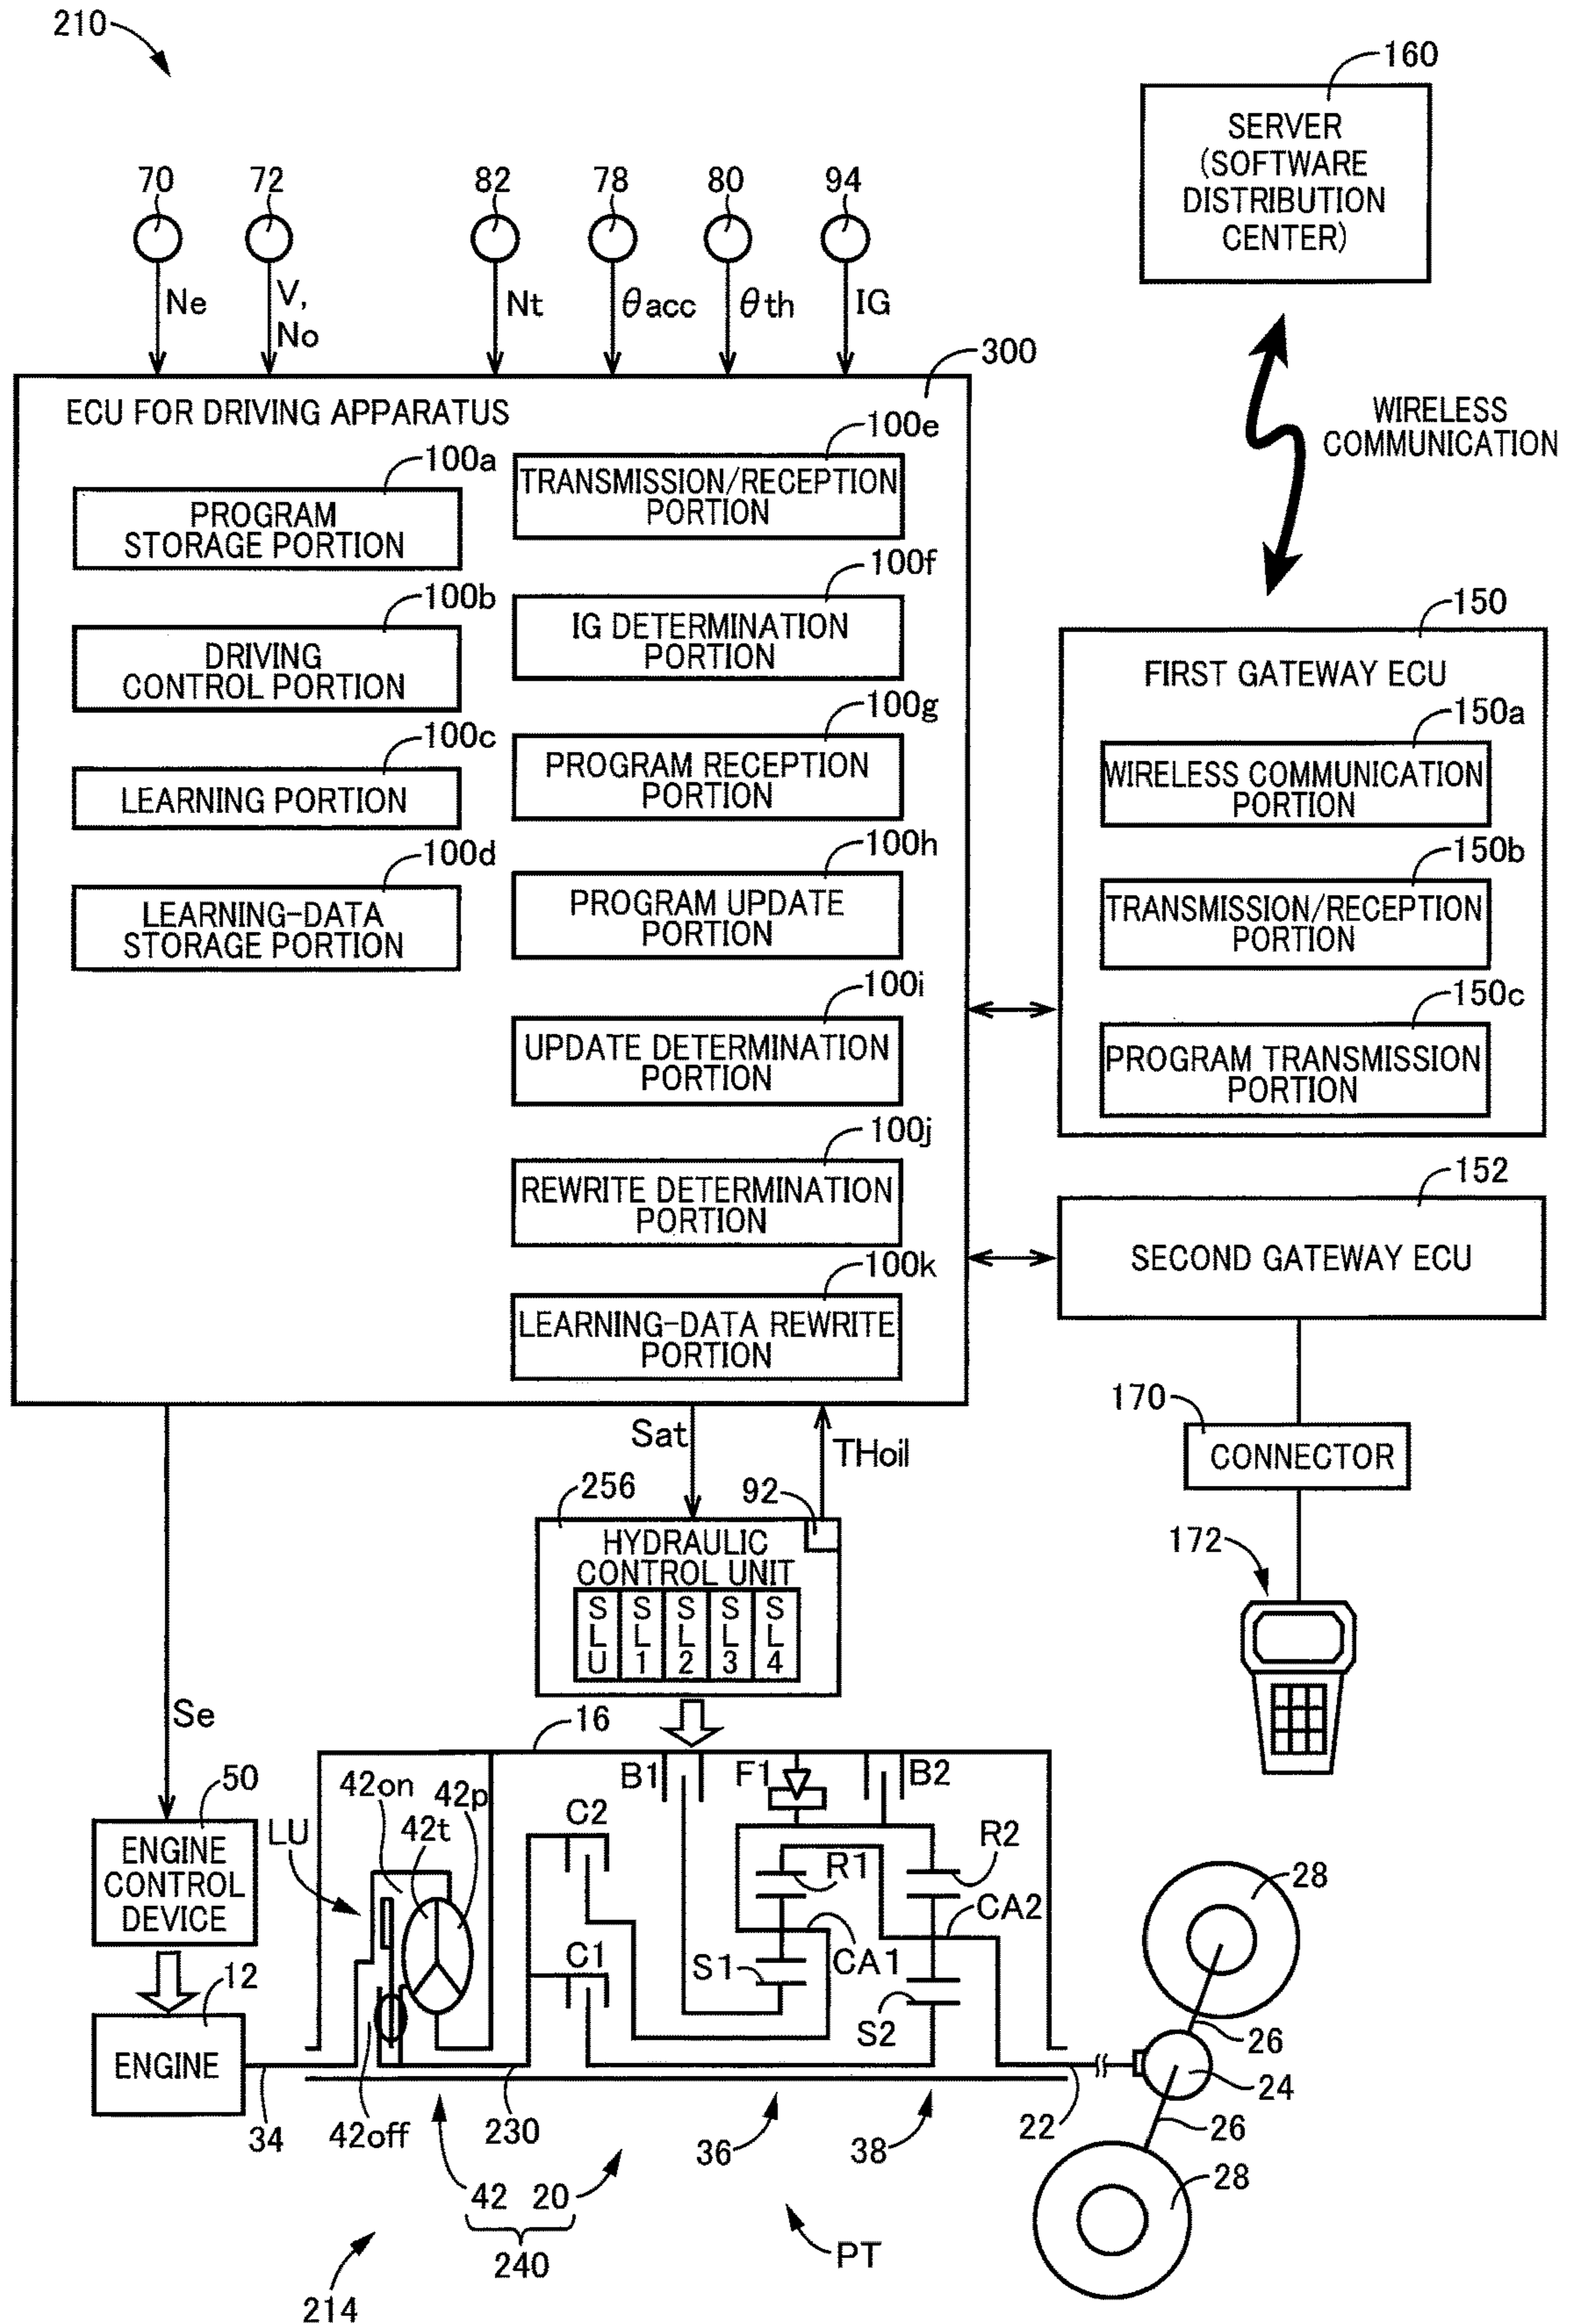 210
160
SERVER
(SOFTWARE
DISTRIBUTION
CENTER)
70
72
82
78
80
94
Ne
V,
No
Nt
θacc
θth
IG
300
WIRELESS
COMMUNICATION
ECU FOR DRIVING APPARATUS
100a
PROGRAM
STORAGE PORTION
100b
DRIVING
CONTROL PORTION
100c
LEARNING PORTION
100d
LEARNING-DATA
STORAGE PORTION
100e
TRANSMISSION/RECEPTION
PORTION
100f
IG DETERMINATION
PORTION
100g
PROGRAM RECEPTION
PORTION
100h
PROGRAM UPDATE
PORTION
100i
UPDATE DETERMINATION
PORTION
100j
REWRITE DETERMINATION
PORTION
100k
LEARNING-DATA REWRITE
PORTION
150
FIRST GATEWAY ECU
150a
WIRELESS COMMUNICATION
PORTION
150b
TRANSMISSION/RECEPTION
PORTION
150c
PROGRAM TRANSMISSION
PORTION
152
SECOND GATEWAY ECU
170
CONNECTOR
172
Sat
THoil
256
92
HYDRAULIC
CONTROL UNIT
SLU
SL1
SL2
SL3
SL4
Se
16
50
ENGINE
CONTROL
DEVICE
12
ENGINE
LU
42on
42t
42p
C2
C1
B1
F1
B2
R1
R2
CA1
CA2
S1
S2
28
26
24
26
28
34
42off
230
36
38
22
42
20
240
214
PT